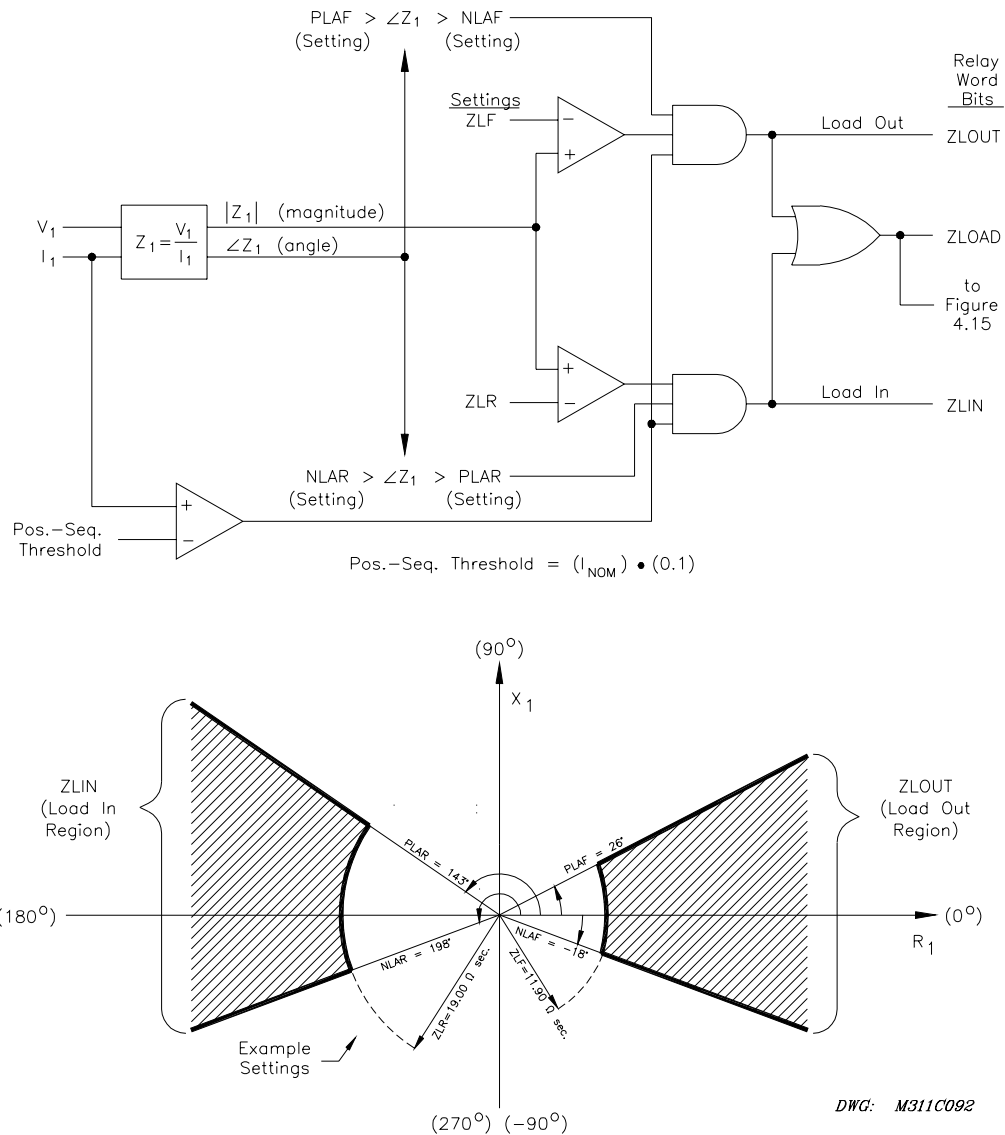 PLAF > ∠Z1 > NLAF
(Setting) (Setting)
Relay
Word
Bits
Settings
ZLF
−
+
Load Out
ZLOUT
V1
I1
Z1 = V1
I1
|Z1| (magnitude)
∠Z1 (angle)
ZLOAD
to
Figure
4.15
+
ZLR
−
Load In
ZLIN
NLAR > ∠Z1 > PLAR
(Setting) (Setting)
+
Pos.−Seq.
Threshold
−
Pos.−Seq. Threshold = (INOM) • (0.1)
(90°)
X1
ZLIN
(Load In
Region)
ZLOUT
(Load Out
Region)
PLAR = 143°
PLAF = 26°
(180°)
(0°)
R1
NLAR = 198°
NLAF = −18°
ZLR=19.00 Ω sec.
ZLF=11.90 Ω sec.
Example
Settings
(270°) (−90°)
DWG: M311C092